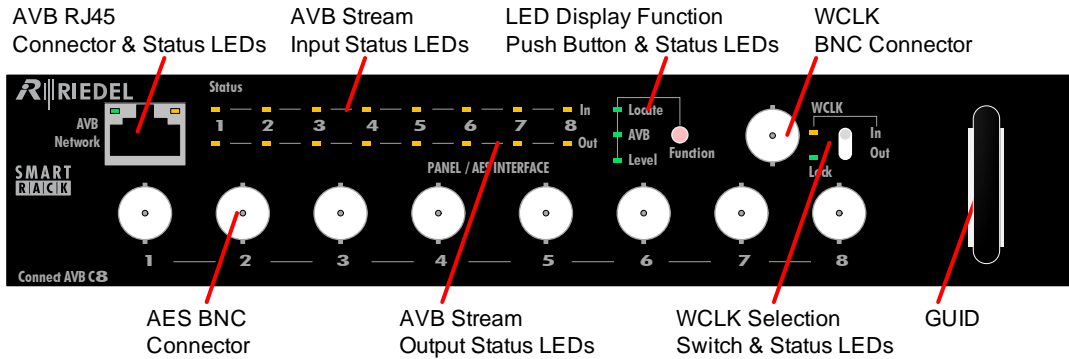 AVB RJ45
Connector & Status LEDs
AVB Stream
Input Status LEDs
LED Display Function
Push Button & Status LEDs
WCLK
BNC Connector
RIEDEL
AVB
Network
Status
1 2 3 4 5 6 7 8
In
Out
Locate
AVB
Level
Function
WCLK
In
Out
Lock
SMART
RACK
PANEL / AES INTERFACE
1 2 3 4 5 6 7 8
Connect AVB C8
AES BNC
Connector
AVB Stream
Output Status LEDs
WCLK Selection
Switch & Status LEDs
GUID